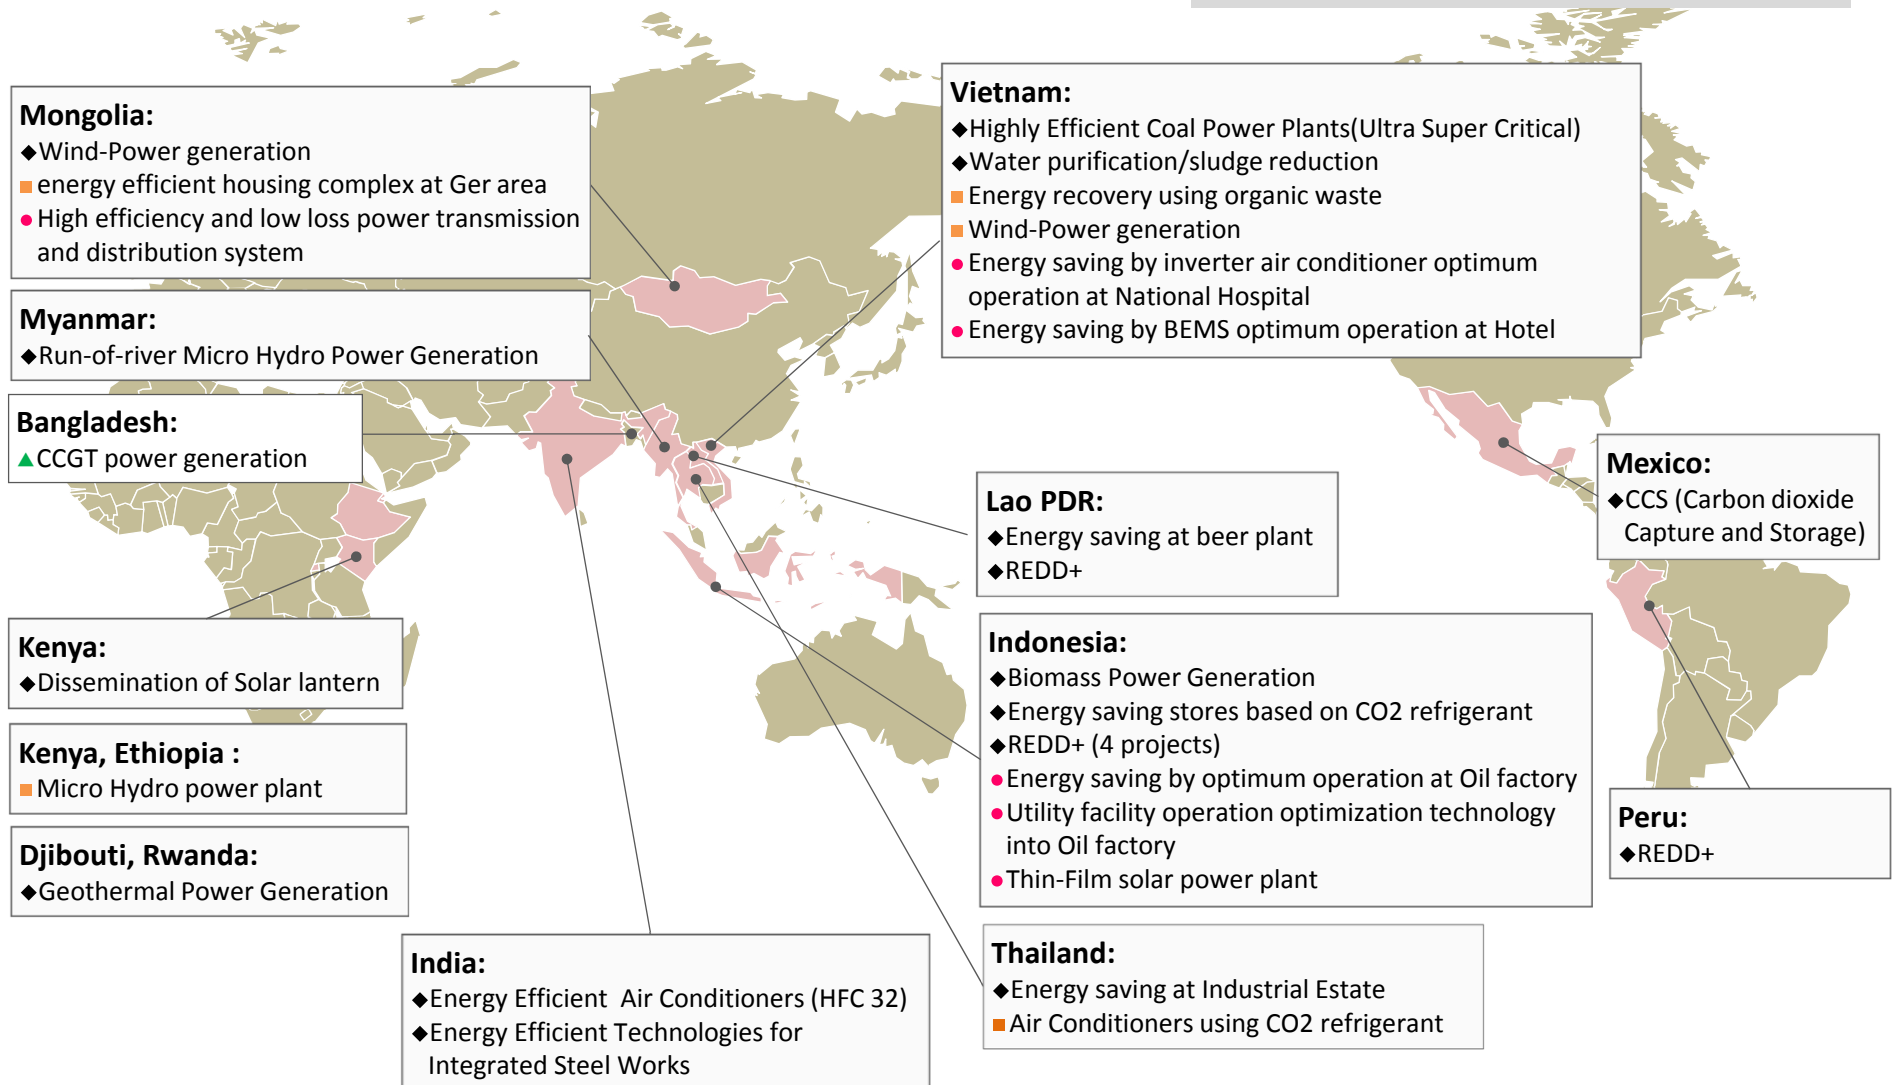 Mongolia:
◆Wind-Power generation
■energy efficient housing complex at Ger area
●High efficiency and low loss power transmission
and distribution system
Myanmar:
◆Run-of-river Micro Hydro Power Generation
Bangladesh:
▲CCGT power generation
Kenya:
◆Dissemination of Solar lantern
Kenya, Ethiopia :
■Micro Hydro power plant
Djibouti, Rwanda:
◆Geothermal Power Generation
India:
◆Energy Efficient  Air Conditioners (HFC 32)
◆Energy Efficient Technologies for
Integrated Steel Works
Vietnam:
◆Highly Efficient Coal Power Plants(Ultra Super Critical)
◆Water purification/sludge reduction
■Energy recovery using organic waste
■Wind-Power generation
●Energy saving by inverter air conditioner optimum
operation at National Hospital
●Energy saving by BEMS optimum operation at Hotel
Lao PDR:
◆Energy saving at beer plant
◆REDD+
Indonesia:
◆Biomass Power Generation
◆Energy saving stores based on CO2 refrigerant
◆REDD+ (4 projects)
●Energy saving by optimum operation at Oil factory
●Utility facility operation optimization technology
into Oil factory
●Thin-Film solar power plant
Thailand:
◆Energy saving at Industrial Estate
■Air Conditioners using CO2 refrigerant
Mexico:
◆CCS (Carbon dioxide
Capture and Storage)
Peru:
◆REDD+